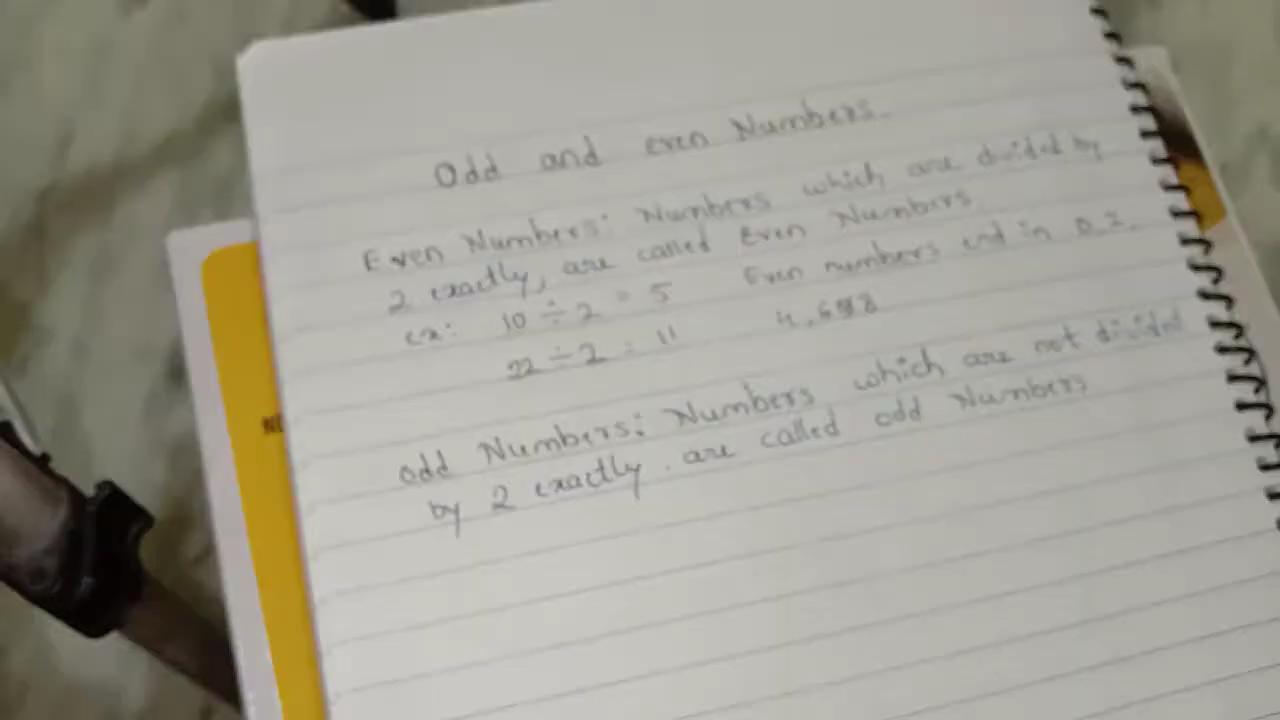 Odd and even Numbers.
Even Numbers: Numbers which are divided by
2 exactly, are called Even Numbers
ex: 10 ÷ 2 = 5 Even numbers end in 0.2.
22 ÷ 2 = 11 4,698
odd Numbers: Numbers which are not divided
by 2 exactly. are called odd Numbers